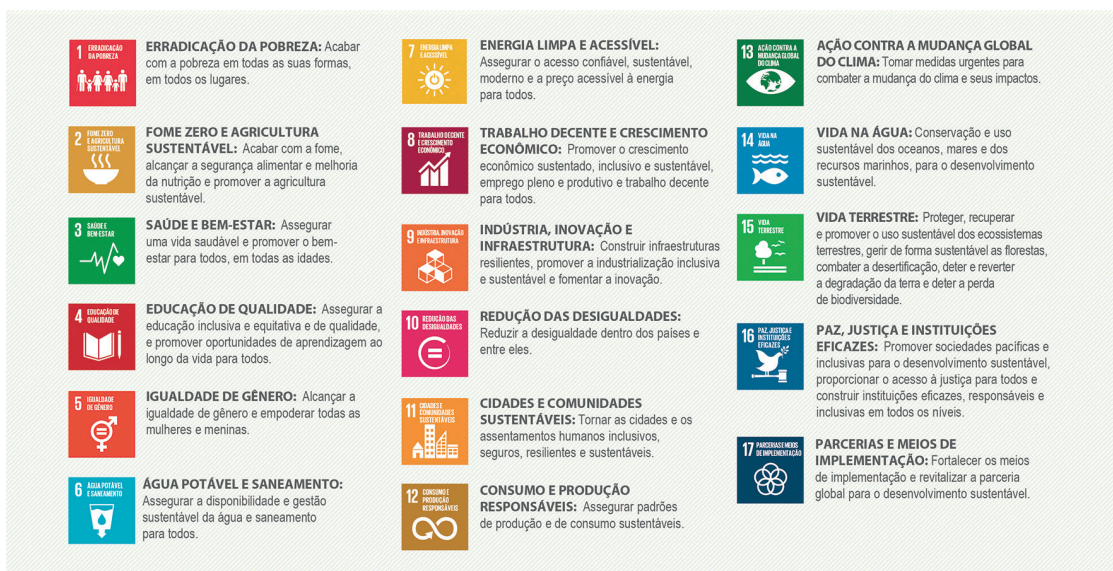 1 ERRADICAÇÃO
DA POBREZA
ERRADICAÇÃO DA POBREZA: Acabar
com a pobreza em todas as suas formas,
em todos os lugares.
2 FOME ZERO
E AGRICULTURA
SUSTENTÁVEL
FOME ZERO E AGRICULTURA
SUSTENTÁVEL: Acabar com a fome,
alcançar a segurança alimentar e melhoria
da nutrição e promover a agricultura
sustentável.
3 SAÚDE E
BEM-ESTAR
SAÚDE E BEM-ESTAR: Assegurar
uma vida saudável e promover o bem-
estar para todos, em todas as idades.
4 EDUCAÇÃO DE
QUALIDADE
EDUCAÇÃO DE QUALIDADE: Assegurar a
educação inclusiva e equitativa e de qualidade,
e promover oportunidades de aprendizagem ao
longo da vida para todos.
5 IGUALDADE
DE GÊNERO
IGUALDADE DE GÊNERO: Alcançar a
igualdade de gênero e empoderar todas as
mulheres e meninas.
6 ÁGUA POTÁVEL
E SANEAMENTO
ÁGUA POTÁVEL E SANEAMENTO:
Assegurar a disponibilidade e gestão
sustentável da água e saneamento
para todos.
7 ENERGIA LIMPA
E ACESSÍVEL
ENERGIA LIMPA E ACESSÍVEL:
Assegurar o acesso confiável, sustentável,
moderno e a preço acessível à energia
para todos.
8 TRABALHO DECENTE
E CRESCIMENTO
ECONÔMICO
TRABALHO DECENTE E CRESCIMENTO
ECONÔMICO: Promover o crescimento
econômico sustentado, inclusivo e sustentável,
emprego pleno e produtivo e trabalho decente
para todos.
9 INDÚSTRIA, INOVAÇÃO
E INFRAESTRUTURA
INDÚSTRIA, INOVAÇÃO E
INFRAESTRUTURA: Construir infraestruturas
resilientes, promover a industrialização inclusiva
e sustentável e fomentar a inovação.
10 REDUÇÃO DAS
DESIGUALDADES
REDUÇÃO DAS DESIGUALDADES:
Reduzir a desigualdade dentro dos países e
entre eles.
11 CIDADES E
COMUNIDADES
SUSTENTÁVEIS
CIDADES E COMUNIDADES
SUSTENTÁVEIS: Tornar as cidades e os
assentamentos humanos inclusivos,
seguros, resilientes e sustentáveis.
12 CONSUMO E
PRODUÇÃO
RESPONSÁVEIS
CONSUMO E PRODUÇÃO
RESPONSÁVEIS: Assegurar padrões
de produção e de consumo sustentáveis.
13 AÇÃO CONTRA A
MUDANÇA GLOBAL
DO CLIMA
AÇÃO CONTRA A MUDANÇA GLOBAL
DO CLIMA: Tomar medidas urgentes para
combater a mudança do clima e seus impactos.
14 VIDA NA
ÁGUA
VIDA NA ÁGUA: Conservação e uso
sustentável dos oceanos, mares e dos
recursos marinhos, para o desenvolvimento
sustentável.
15 VIDA
TERRESTRE
VIDA TERRESTRE: Proteger, recuperar
e promover o uso sustentável dos ecossistemas
terrestres, gerir de forma sustentável as florestas,
combater a desertificação, deter e reverter
a degradação da terra e deter a perda
de biodiversidade.
16 PAZ, JUSTIÇA E
INSTITUIÇÕES
EFICAZES
PAZ, JUSTIÇA E INSTITUIÇÕES
EFICAZES: Promover sociedades pacíficas e
inclusivas para o desenvolvimento sustentável,
proporcionar o acesso à justiça para todos e
construir instituições eficazes, responsáveis e
inclusivas em todos os níveis.
17 PARCERIAS E MEIOS
DE IMPLEMENTAÇÃO
PARCERIAS E MEIOS DE
IMPLEMENTAÇÃO: Fortalecer os meios
de implementação e revitalizar a parceria
global para o desenvolvimento sustentável.